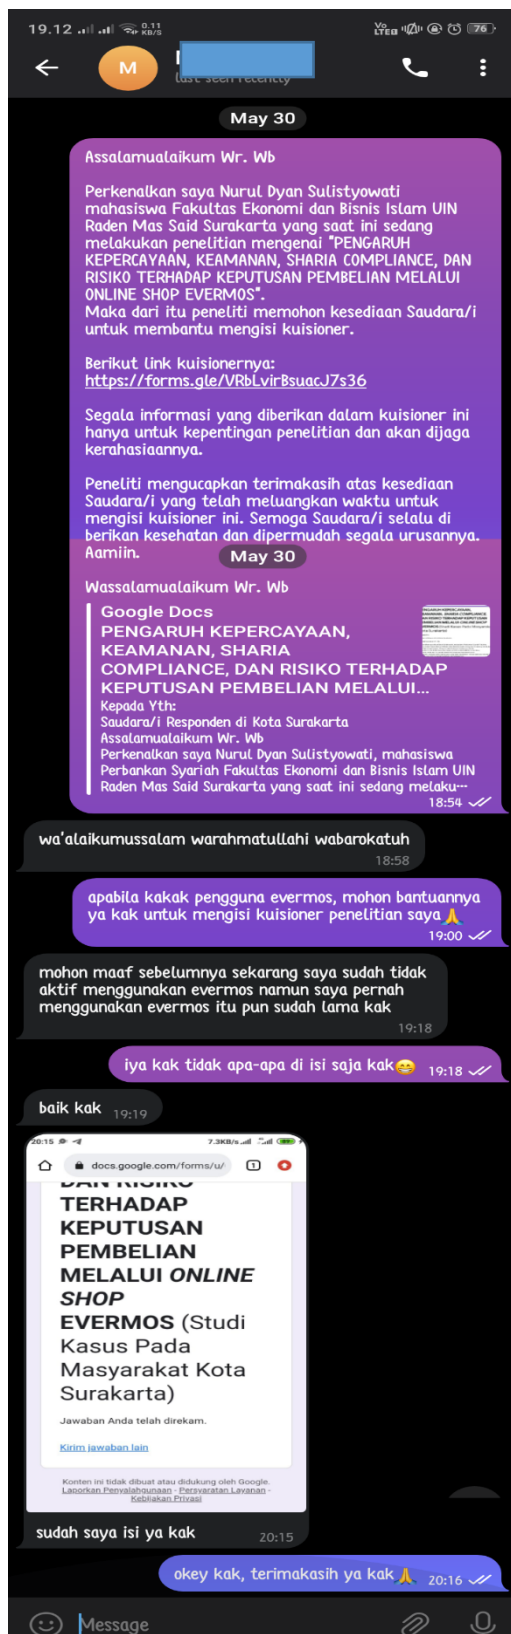 19.12
0.11
KB/S
Vo
LTE
76
M
last seen recently
May 30
Assalamualaikum Wr. Wb
Perkenalkan saya Nurul Dyan Sulistyowati
mahasiswa Fakultas Ekonomi dan Bisnis Islam UIN
Raden Mas Said Surakarta yang saat ini sedang
melakukan penelitian mengenai "PENGARUH
KEPERCAYAAN, KEAMANAN, SHARIA COMPLIANCE, DAN
RISIKO TERHADAP KEPUTUSAN PEMBELIAN MELALUI
ONLINE SHOP EVERMOS".
Maka dari itu peneliti memohon kesediaan Saudara/i
untuk membantu mengisi kuisioner.
Berikut link kuisionernya:
https://forms.gle/VRbLvirBsuacJ7s36
Segala informasi yang diberikan dalam kuisioner ini
hanya untuk kepentingan penelitian dan akan dijaga
kerahasiaannya.
Peneliti mengucapkan terimakasih atas kesediaan
Saudara/i yang telah meluangkan waktu untuk
mengisi kuisioner ini. Semoga Saudara/i selalu di
berikan kesehatan dan dipermudah segala urusannya.
Aamiin.
May 30
Wassalamualaikum Wr. Wb
Google Docs
PENGARUH KEPERCAYAAN,
KEAMANAN, SHARIA
COMPLIANCE, DAN RISIKO TERHADAP
KEPUTUSAN PEMBELIAN MELALUI...
Kepada Yth:
Saudara/i Responden di Kota Surakarta
Assalamualaikum Wr. Wb
Perkenalkan saya Nurul Dyan Sulistyowati, mahasiswa
Perbankan Syariah Fakultas Ekonomi dan Bisnis Islam UIN
Raden Mas Said Surakarta yang saat ini sedang melaku...
18:54
wa'alaikumussalam warahmatullahi wabarokatuh
18:58
apabila kakak pengguna evermos, mohon bantuannya
ya kak untuk mengisi kuisioner penelitian saya🙏
19:00
mohon maaf sebelumnya sekarang saya sudah tidak
aktif menggunakan evermos namun saya pernah
menggunakan evermos itu pun sudah lama kak
19:18
iya kak tidak apa-apa di isi saja kak😁 19:18
baik kak 19:19
20:15 7.3KB/s
docs.google.com/forms/u/
1
DAN RISIKO
TERHADAP
KEPUTUSAN
PEMBELIAN
MELALUI ONLINE
SHOP
EVERMOS (Studi
Kasus Pada
Masyarakat Kota
Surakarta)
Jawaban Anda telah direkam.
Kirim jawaban lain
Konten ini tidak dibuat atau didukung oleh Google.
Laporkan Penyalahgunaan - Persyaratan Layanan -
Kebijakan Privasi
sudah saya isi ya kak 20:15
okey kak, terimakasih ya kak🙏 20:16
Message